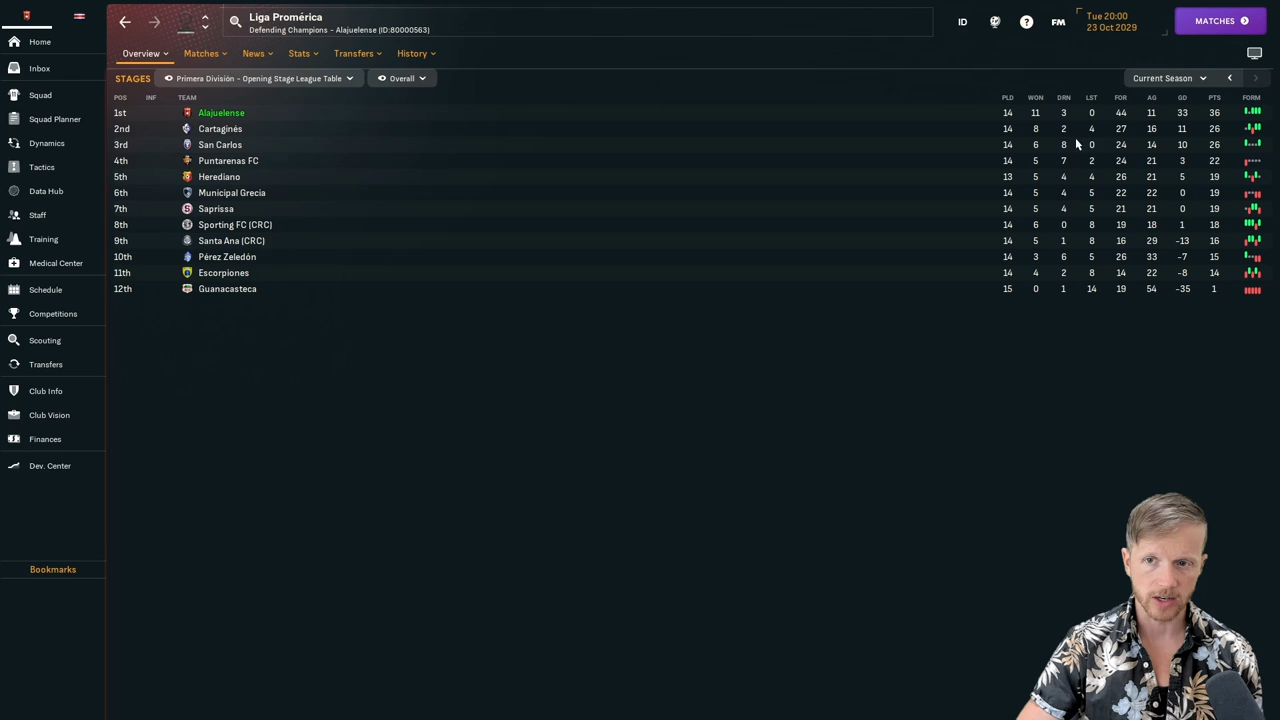 Liga Promérica
Defending Champions - Alajuelense (ID:80000563)
ID ? FM Tue 20:00
23 Oct 2029
MATCHES
Overview Matches News Stats Transfers History
STAGES Primera División - Opening Stage League Table Overall Current Season
POS INF TEAM PLD WON DRN LST FOR AG GD PTS FORM
1st Alajuelense 14 11 3 0 44 11 33 36
2nd Cartaginés 14 8 2 4 27 16 11 26
3rd San Carlos 14 6 8 0 24 14 10 26
4th Puntarenas FC 14 5 7 2 24 21 3 22
5th Herediano 13 5 4 4 26 21 5 19
6th Municipal Grecia 14 5 4 5 22 22 0 19
7th Saprissa 14 5 4 5 21 21 0 19
8th Sporting FC (CRC) 14 6 0 8 19 18 1 18
9th Santa Ana (CRC) 14 5 1 8 16 29 -13 16
10th Pérez Zeledón 14 3 6 5 26 33 -7 15
11th Escorpiones 14 4 2 8 14 22 -8 14
12th Guanacasteca 15 0 1 14 19 54 -35 1
Home
Inbox
Squad
Squad Planner
Dynamics
Tactics
Data Hub
Staff
Training
Medical Center
Schedule
Competitions
Scouting
Transfers
Club Info
Club Vision
Finances
Dev. Center
Bookmarks